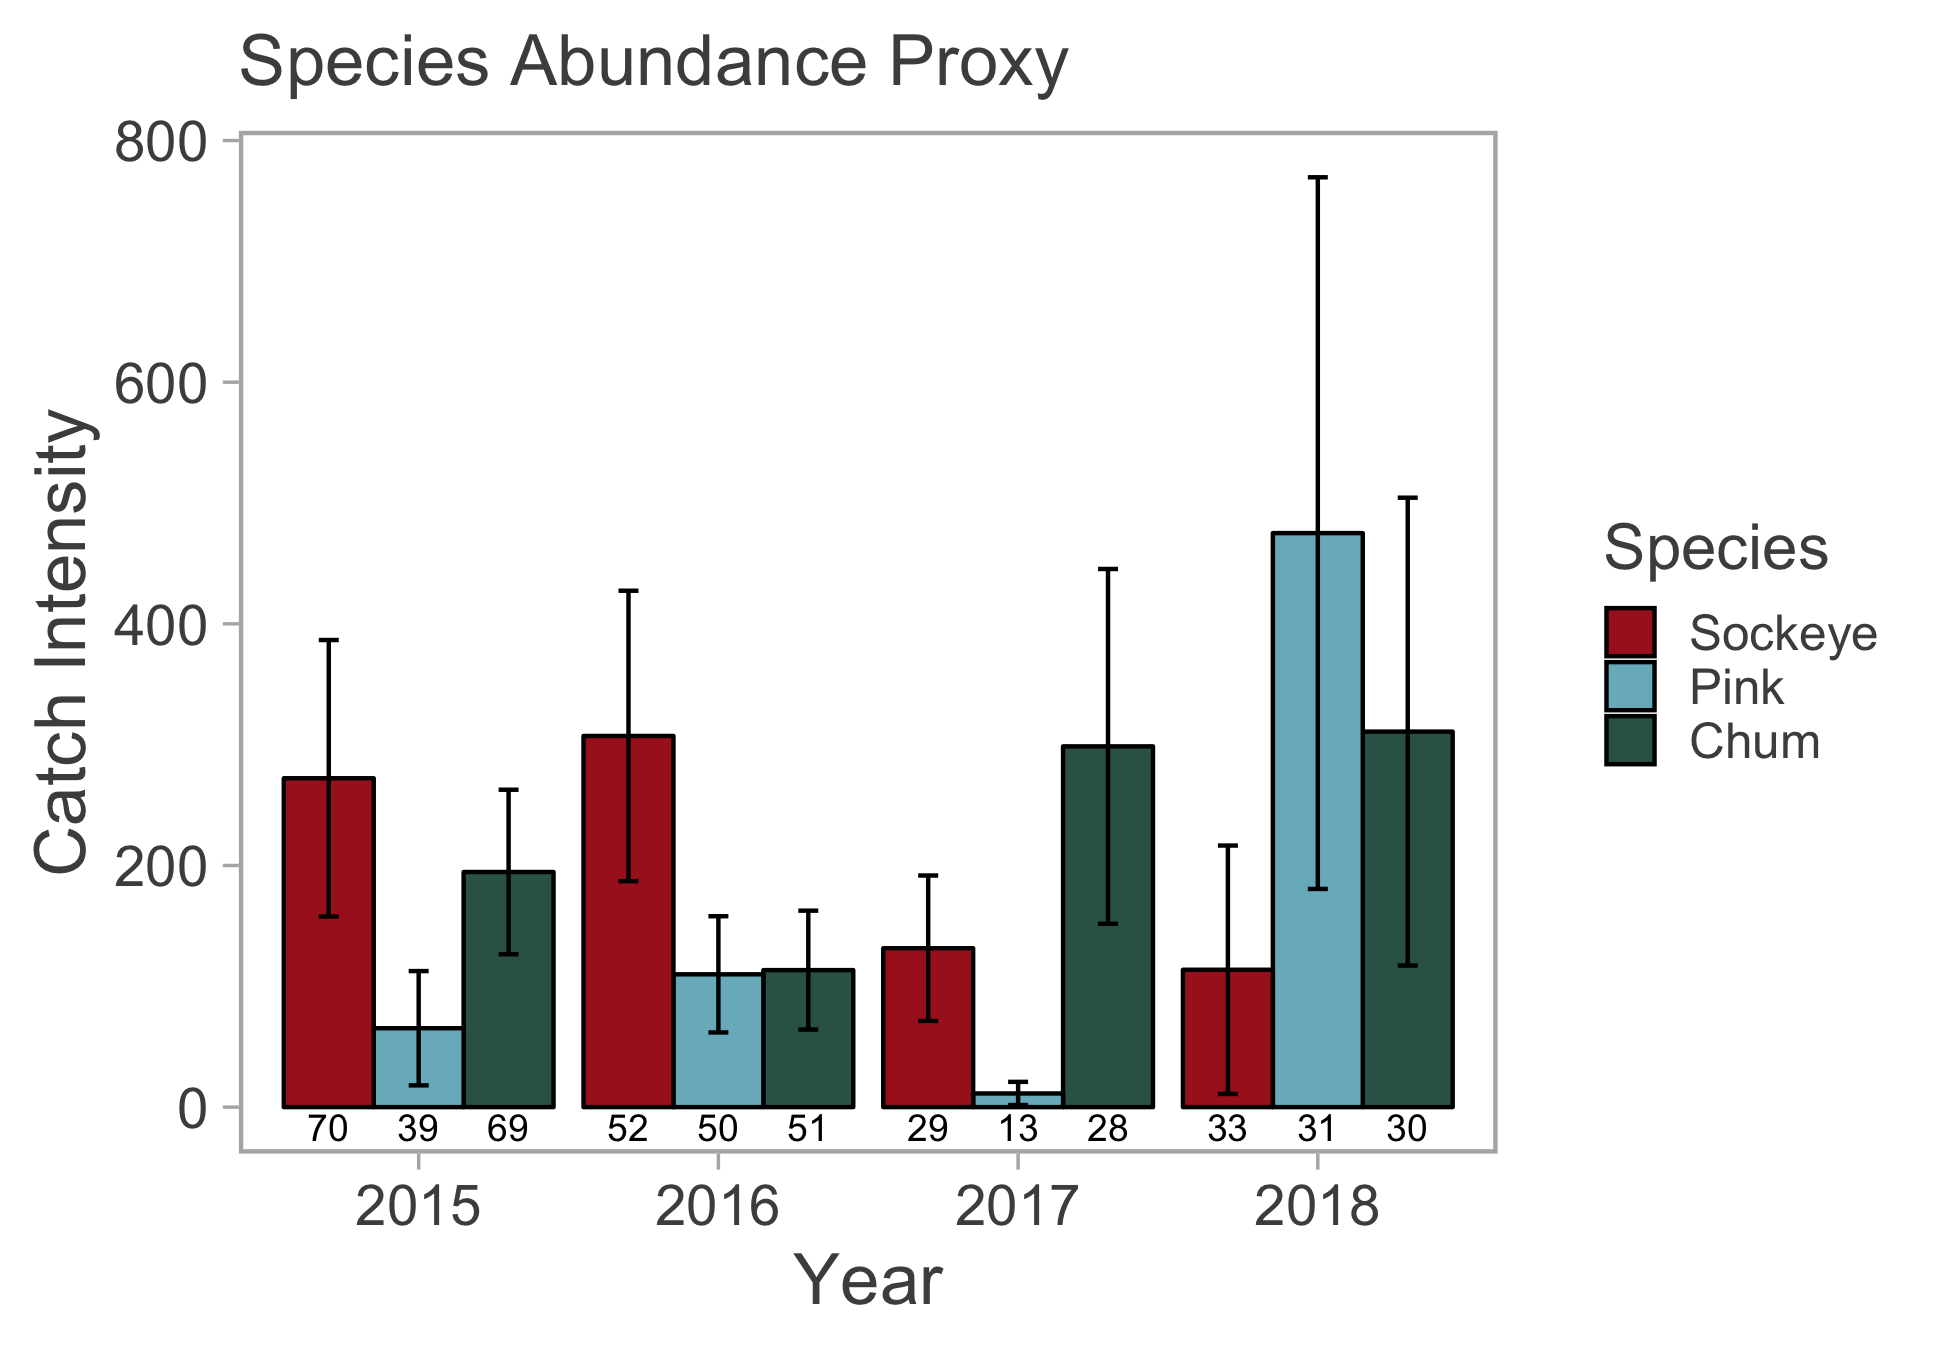 Species Abundance Proxy
800
600
400
200
0
Catch Intensity
70 39 69 52 50 51 29 13 28 33 31 30
2015 2016 2017 2018
Year
Species
Sockeye
Pink
Chum